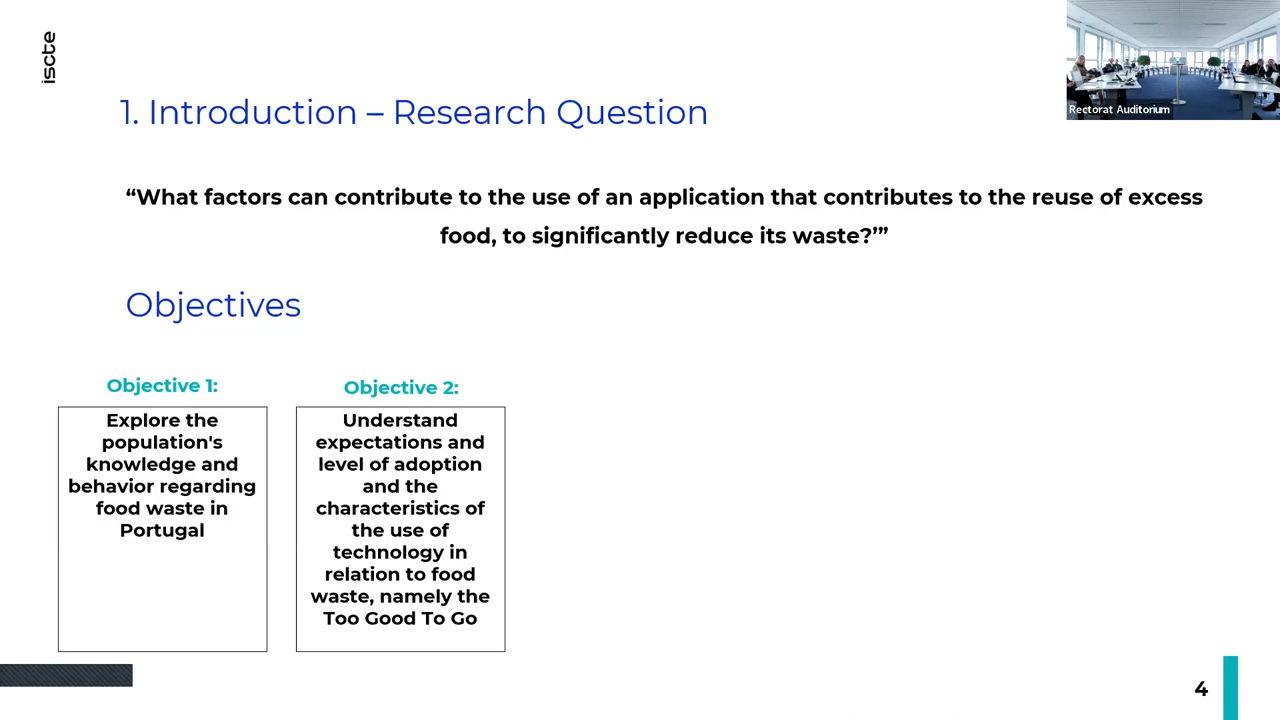 iscte
Rectorat Auditorium
1. Introduction – Research Question
“What factors can contribute to the use of an application that contributes to the reuse of excess
food, to significantly reduce its waste?’”
Objectives
Objective 1:
Explore the
population's
knowledge and
behavior regarding
food waste in
Portugal
Objective 2:
Understand
expectations and
level of adoption
and the
characteristics of
the use of
technology in
relation to food
waste, namely the
Too Good To Go
4